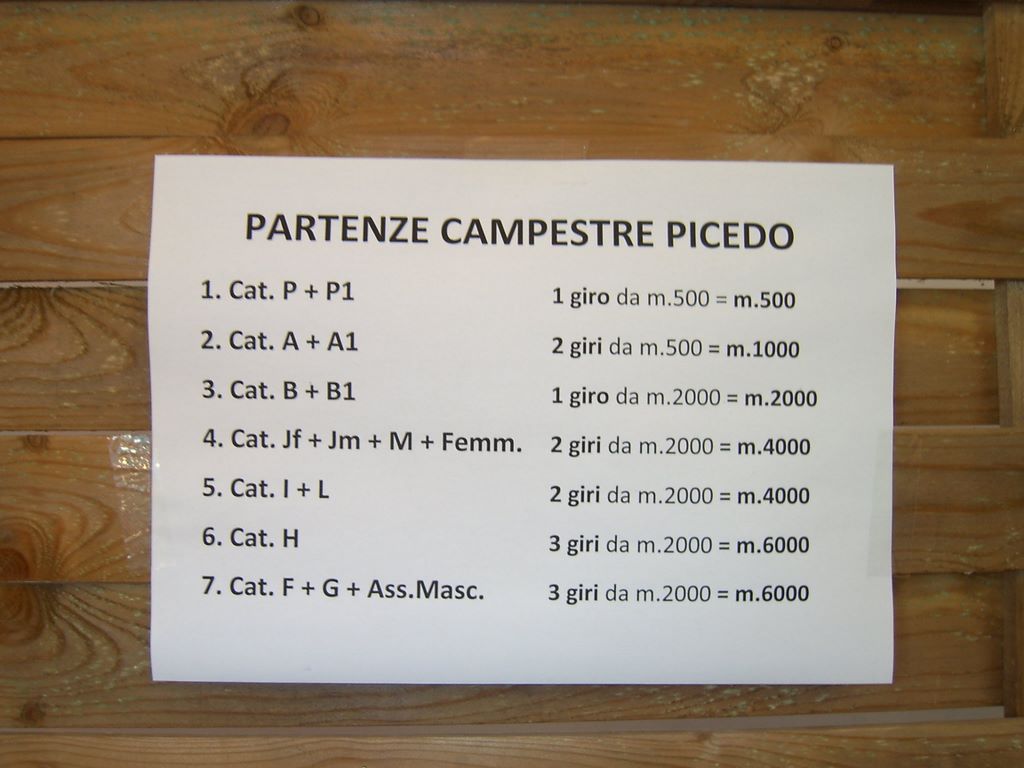 PARTENZE CAMPESTRE PICEDO
1. Cat. P + P1 1 giro da m.500 = m.500
2. Cat. A + A1 2 giri da m.500 = m.1000
3. Cat. B + B1 1 giro da m.2000 = m.2000
4. Cat. Jf + Jm + M + Femm. 2 giri da m.2000 = m.4000
5. Cat. I + L 2 giri da m.2000 = m.4000
6. Cat. H 3 giri da m.2000 = m.6000
7. Cat. F + G + Ass.Masc. 3 giri da m.2000 = m.6000